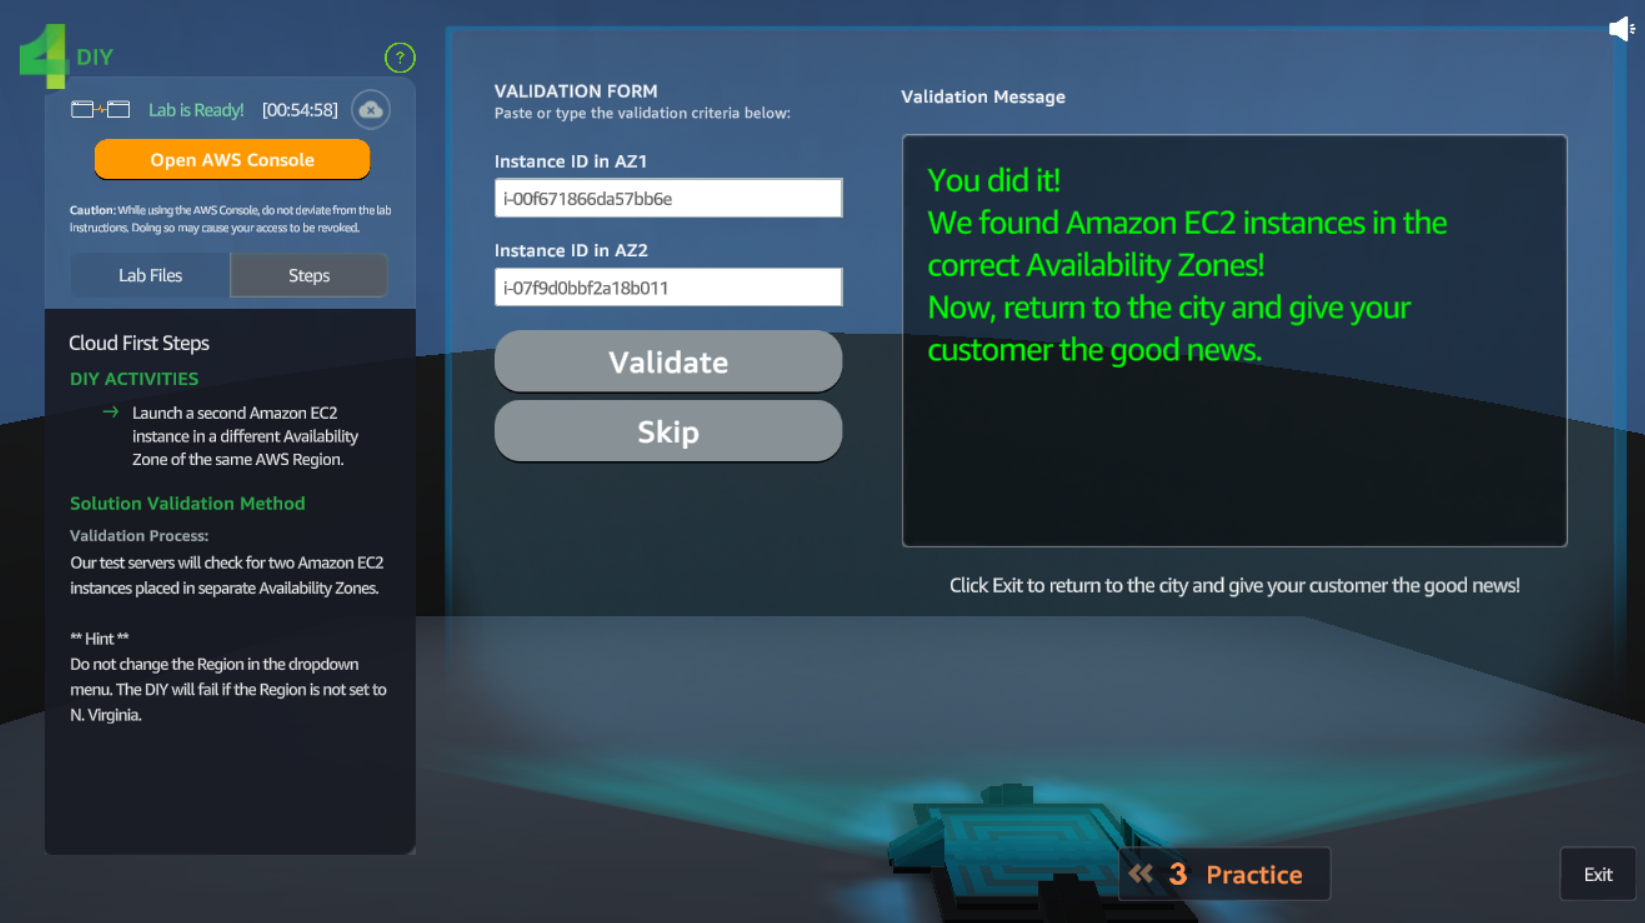 4 DIY
?
Lab is Ready! [00:54:58]
Open AWS Console
Caution: While using the AWS Console, do not deviate from the lab
instructions. Doing so may cause your access to be revoked.
Lab Files
Steps
Cloud First Steps
DIY ACTIVITIES
→ Launch a second Amazon EC2
instance in a different Availability
Zone of the same AWS Region.
Solution Validation Method
Validation Process:
Our test servers will check for two Amazon EC2
instances placed in separate Availability Zones.
** Hint **
Do not change the Region in the dropdown
menu. The DIY will fail if the Region is not set to
N. Virginia.
VALIDATION FORM
Paste or type the validation criteria below:
Instance ID in AZ1
i-00f671866da57bb6e
Instance ID in AZ2
i-07f9d0bbf2a18b011
Validate
Skip
Validation Message
You did it!
We found Amazon EC2 instances in the
correct Availability Zones!
Now, return to the city and give your
customer the good news.
Click Exit to return to the city and give your customer the good news!
« 3 Practice
Exit